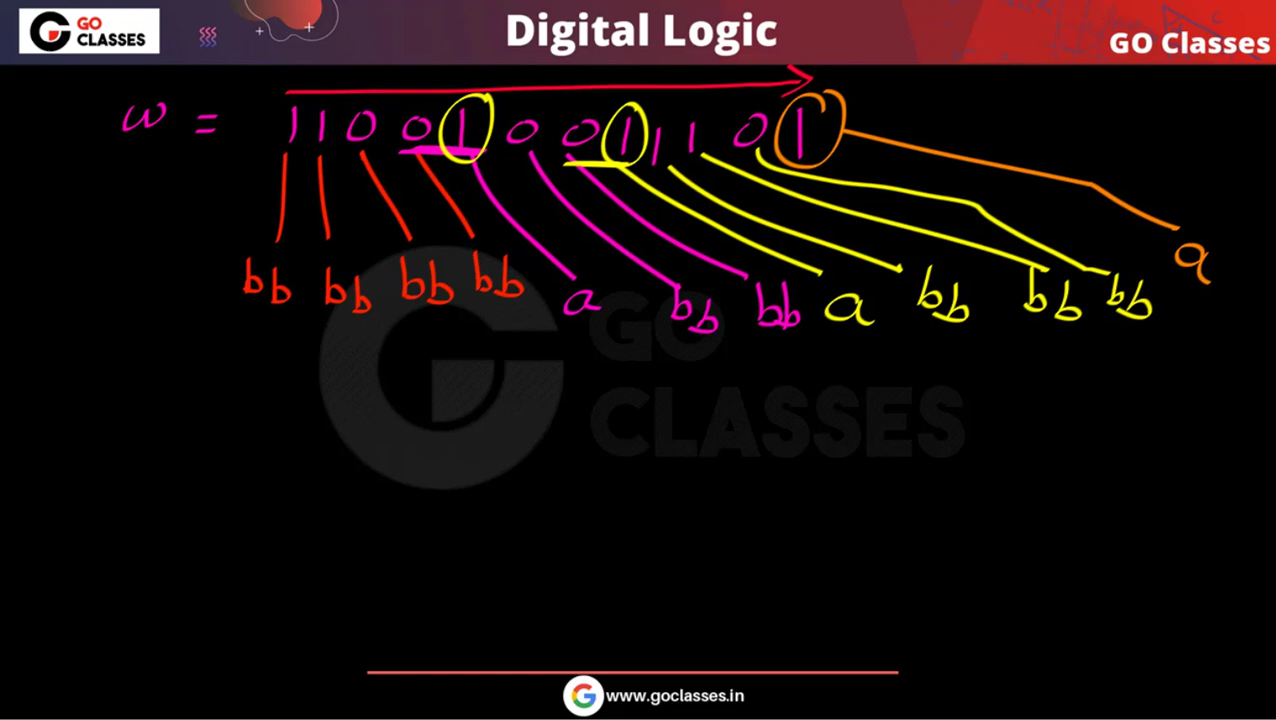 GO
CLASSES
Digital Logic
GO Classes
w = 1 1 0 0 1 0 0 1 1 1 0 1
bb bb bb bb a bb bb a bb bb bb a
GO
CLASSES
www.goclasses.in